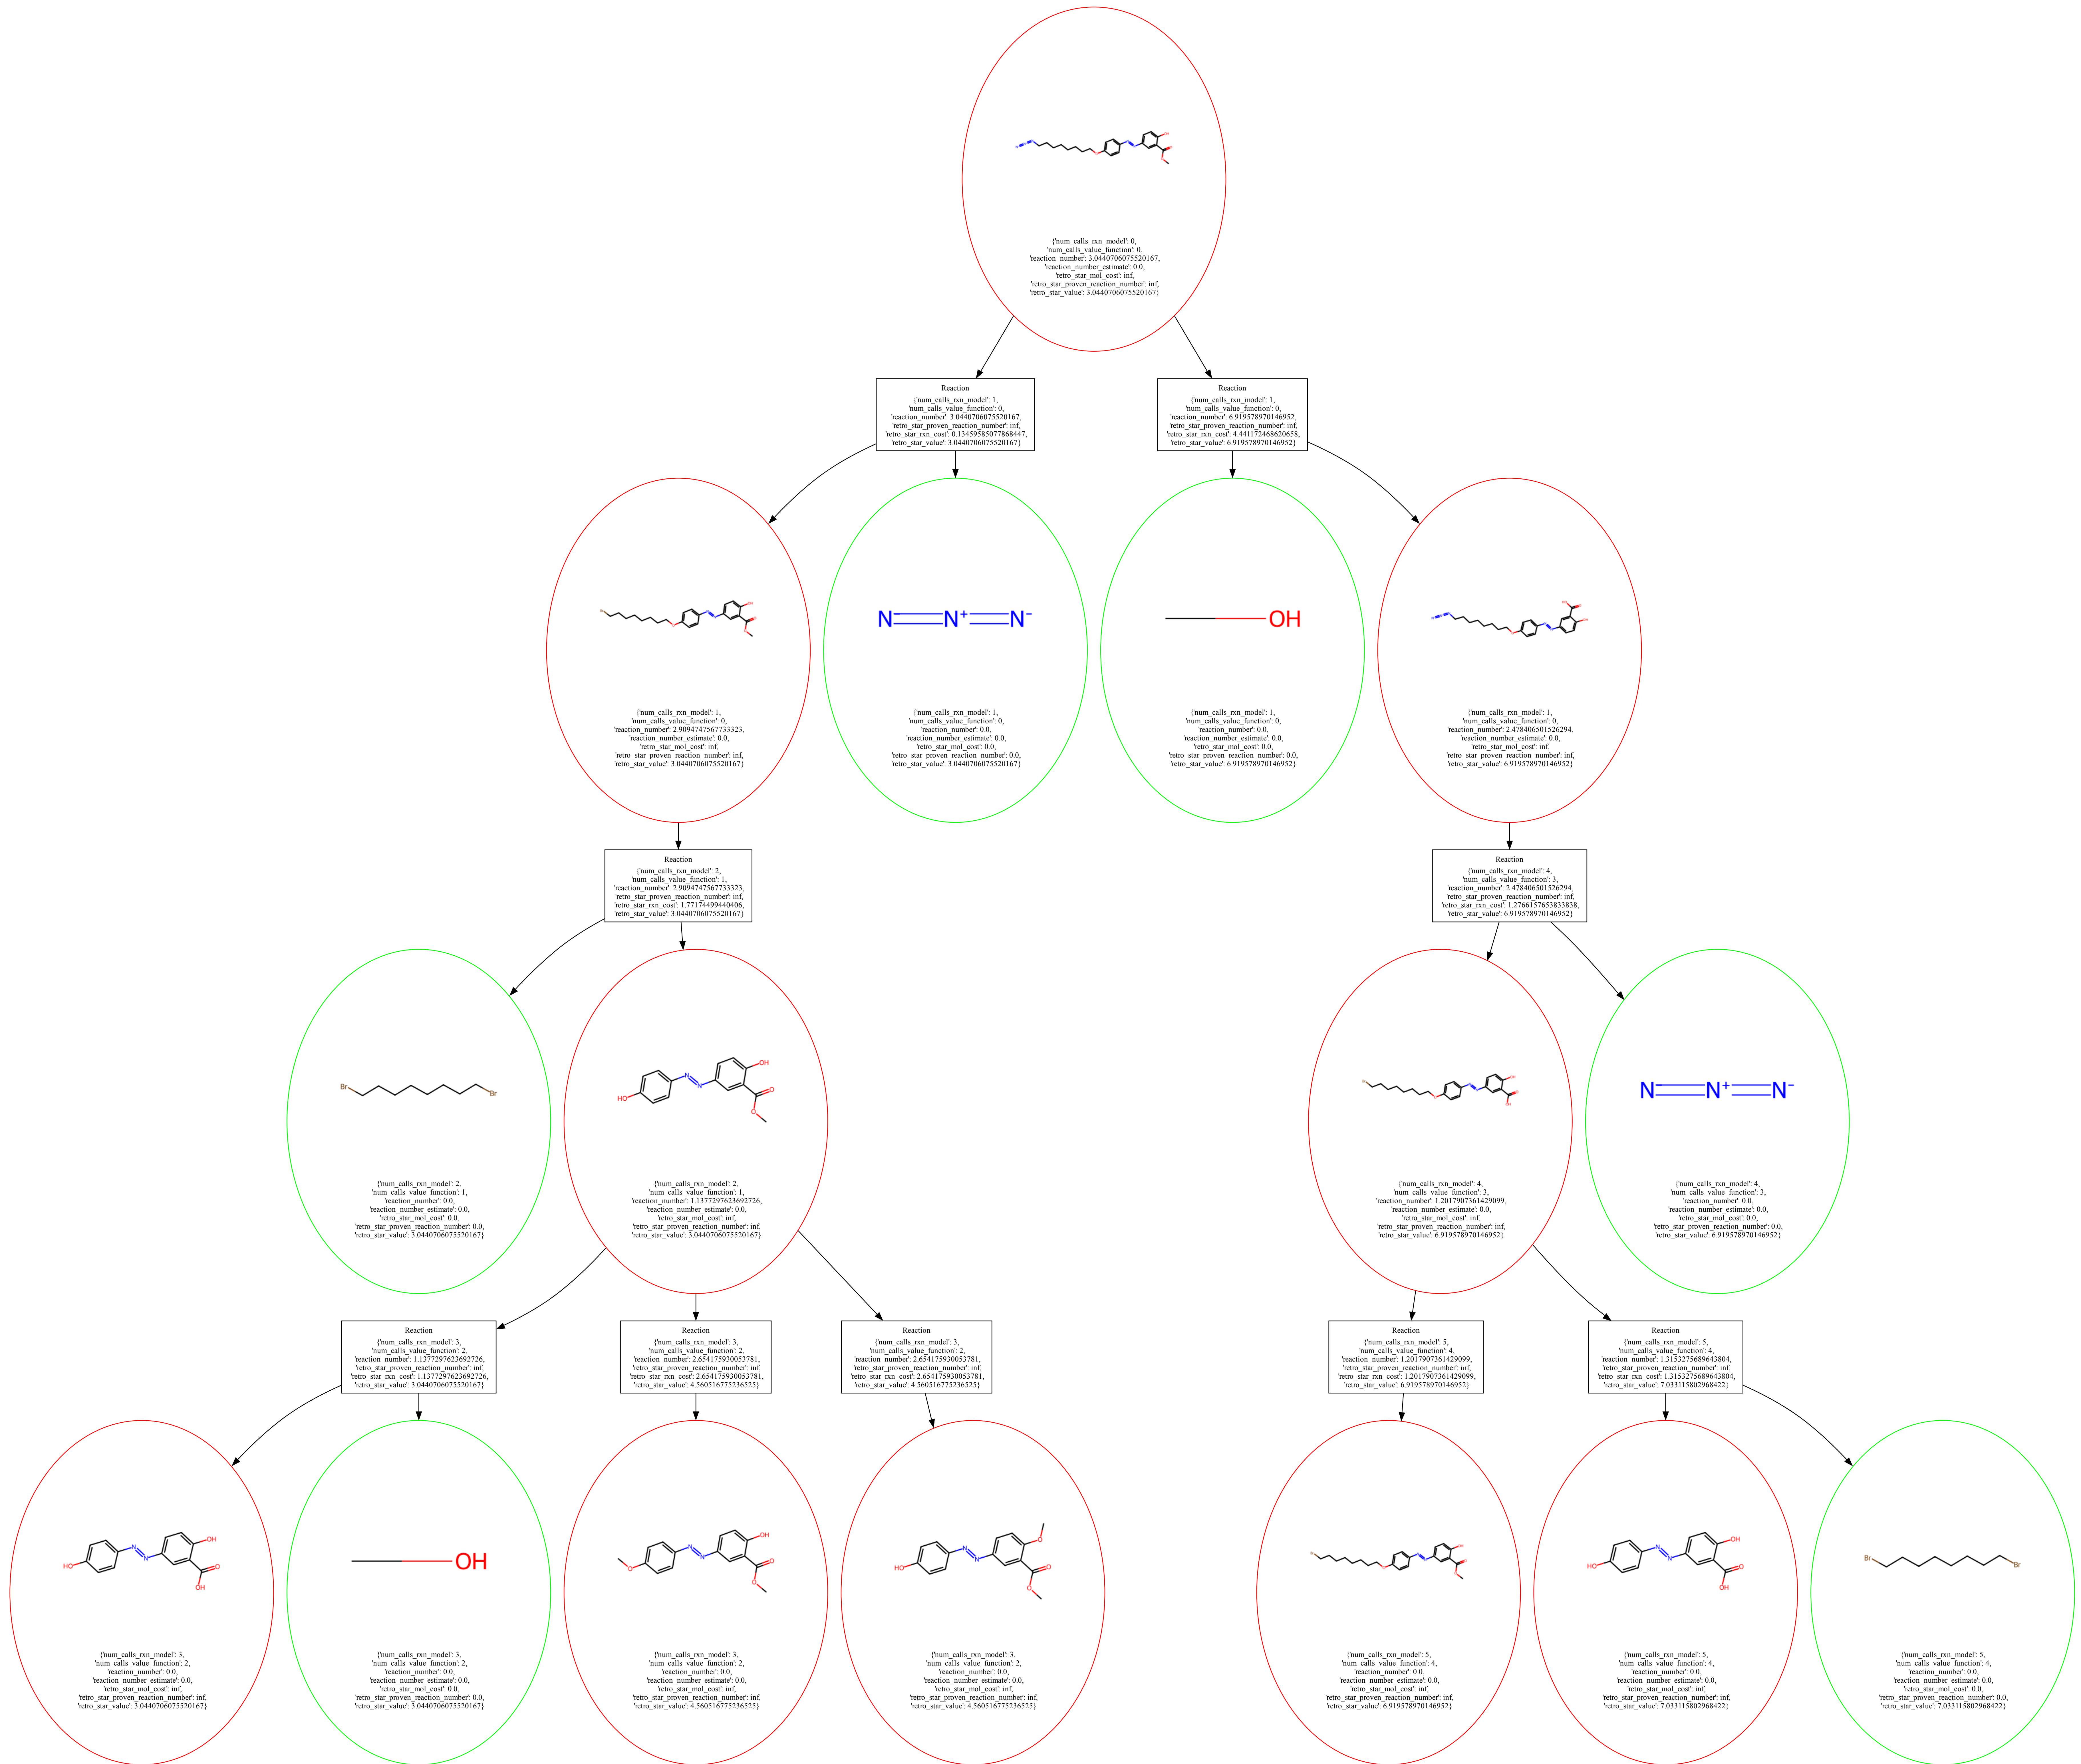 {'num_calls_rxn_model': 0,
'num_calls_value_function': 0,
'reaction_number': 3.0440706075520167,
'reaction_number_estimate': 0.0,
'retro_star_mol_cost': inf,
'retro_star_proven_reaction_number': inf,
'retro_star_value': 3.0440706075520167}
Reaction
{'num_calls_rxn_model': 1,
'num_calls_value_function': 0,
'reaction_number': 3.0440706075520167,
'retro_star_proven_reaction_number': inf,
'retro_star_rxn_cost': 0.13459585077868447,
'retro_star_value': 3.0440706075520167}
Reaction
{'num_calls_rxn_model': 1,
'num_calls_value_function': 0,
'reaction_number': 6.919578970146952,
'retro_star_proven_reaction_number': inf,
'retro_star_rxn_cost': 4.441172468620658,
'retro_star_value': 6.919578970146952}
N N+ N−
OH
{'num_calls_rxn_model': 1,
'num_calls_value_function': 0,
'reaction_number': 2.9094747567733323,
'reaction_number_estimate': 0.0,
'retro_star_mol_cost': inf,
'retro_star_proven_reaction_number': inf,
'retro_star_value': 3.0440706075520167}
{'num_calls_rxn_model': 1,
'num_calls_value_function': 0,
'reaction_number': 0.0,
'reaction_number_estimate': 0.0,
'retro_star_mol_cost': 0.0,
'retro_star_proven_reaction_number': 0.0,
'retro_star_value': 3.0440706075520167}
{'num_calls_rxn_model': 1,
'num_calls_value_function': 0,
'reaction_number': 0.0,
'reaction_number_estimate': 0.0,
'retro_star_mol_cost': 0.0,
'retro_star_proven_reaction_number': 0.0,
'retro_star_value': 6.919578970146952}
{'num_calls_rxn_model': 1,
'num_calls_value_function': 0,
'reaction_number': 2.478406501526294,
'reaction_number_estimate': 0.0,
'retro_star_mol_cost': inf,
'retro_star_proven_reaction_number': inf,
'retro_star_value': 6.919578970146952}
Reaction
{'num_calls_rxn_model': 2,
'num_calls_value_function': 1,
'reaction_number': 2.9094747567733323,
'retro_star_proven_reaction_number': inf,
'retro_star_rxn_cost': 1.77174499440406,
'retro_star_value': 3.0440706075520167}
Reaction
{'num_calls_rxn_model': 4,
'num_calls_value_function': 3,
'reaction_number': 2.478406501526294,
'retro_star_proven_reaction_number': inf,
'retro_star_rxn_cost': 1.2766157653833838,
'retro_star_value': 6.919578970146952}
Br Br
HO N N OH O O
N N+ N−
{'num_calls_rxn_model': 2,
'num_calls_value_function': 1,
'reaction_number': 0.0,
'reaction_number_estimate': 0.0,
'retro_star_mol_cost': 0.0,
'retro_star_proven_reaction_number': 0.0,
'retro_star_value': 3.0440706075520167}
{'num_calls_rxn_model': 2,
'num_calls_value_function': 1,
'reaction_number': 1.1377297623692726,
'reaction_number_estimate': 0.0,
'retro_star_mol_cost': inf,
'retro_star_proven_reaction_number': inf,
'retro_star_value': 3.0440706075520167}
{'num_calls_rxn_model': 4,
'num_calls_value_function': 3,
'reaction_number': 1.2017907361429099,
'reaction_number_estimate': 0.0,
'retro_star_mol_cost': inf,
'retro_star_proven_reaction_number': inf,
'retro_star_value': 6.919578970146952}
{'num_calls_rxn_model': 4,
'num_calls_value_function': 3,
'reaction_number': 0.0,
'reaction_number_estimate': 0.0,
'retro_star_mol_cost': 0.0,
'retro_star_proven_reaction_number': 0.0,
'retro_star_value': 6.919578970146952}
Reaction
{'num_calls_rxn_model': 3,
'num_calls_value_function': 2,
'reaction_number': 1.1377297623692726,
'retro_star_proven_reaction_number': inf,
'retro_star_rxn_cost': 1.1377297623692726,
'retro_star_value': 3.0440706075520167}
Reaction
{'num_calls_rxn_model': 3,
'num_calls_value_function': 2,
'reaction_number': 2.654175930053781,
'retro_star_proven_reaction_number': inf,
'retro_star_rxn_cost': 2.654175930053781,
'retro_star_value': 4.560516775236525}
Reaction
{'num_calls_rxn_model': 3,
'num_calls_value_function': 2,
'reaction_number': 2.654175930053781,
'retro_star_proven_reaction_number': inf,
'retro_star_rxn_cost': 2.654175930053781,
'retro_star_value': 4.560516775236525}
Reaction
{'num_calls_rxn_model': 5,
'num_calls_value_function': 4,
'reaction_number': 1.2017907361429099,
'retro_star_proven_reaction_number': inf,
'retro_star_rxn_cost': 1.2017907361429099,
'retro_star_value': 6.919578970146952}
Reaction
{'num_calls_rxn_model': 5,
'num_calls_value_function': 4,
'reaction_number': 1.3153275689643804,
'retro_star_proven_reaction_number': inf,
'retro_star_rxn_cost': 1.3153275689643804,
'retro_star_value': 7.033115802968422}
HO N N OH O OH
OH
O N N OH O O
HO N N O O O
HO N N OH O OH
Br Br
{'num_calls_rxn_model': 3,
'num_calls_value_function': 2,
'reaction_number': 0.0,
'reaction_number_estimate': 0.0,
'retro_star_mol_cost': inf,
'retro_star_proven_reaction_number': inf,
'retro_star_value': 3.0440706075520167}
{'num_calls_rxn_model': 3,
'num_calls_value_function': 2,
'reaction_number': 0.0,
'reaction_number_estimate': 0.0,
'retro_star_mol_cost': 0.0,
'retro_star_proven_reaction_number': 0.0,
'retro_star_value': 3.0440706075520167}
{'num_calls_rxn_model': 3,
'num_calls_value_function': 2,
'reaction_number': 0.0,
'reaction_number_estimate': 0.0,
'retro_star_mol_cost': inf,
'retro_star_proven_reaction_number': inf,
'retro_star_value': 4.560516775236525}
{'num_calls_rxn_model': 3,
'num_calls_value_function': 2,
'reaction_number': 0.0,
'reaction_number_estimate': 0.0,
'retro_star_mol_cost': inf,
'retro_star_proven_reaction_number': inf,
'retro_star_value': 4.560516775236525}
{'num_calls_rxn_model': 5,
'num_calls_value_function': 4,
'reaction_number': 0.0,
'reaction_number_estimate': 0.0,
'retro_star_mol_cost': inf,
'retro_star_proven_reaction_number': inf,
'retro_star_value': 6.919578970146952}
{'num_calls_rxn_model': 5,
'num_calls_value_function': 4,
'reaction_number': 0.0,
'reaction_number_estimate': 0.0,
'retro_star_mol_cost': inf,
'retro_star_proven_reaction_number': inf,
'retro_star_value': 7.033115802968422}
{'num_calls_rxn_model': 5,
'num_calls_value_function': 4,
'reaction_number': 0.0,
'reaction_number_estimate': 0.0,
'retro_star_mol_cost': 0.0,
'retro_star_proven_reaction_number': 0.0,
'retro_star_value': 7.033115802968422}